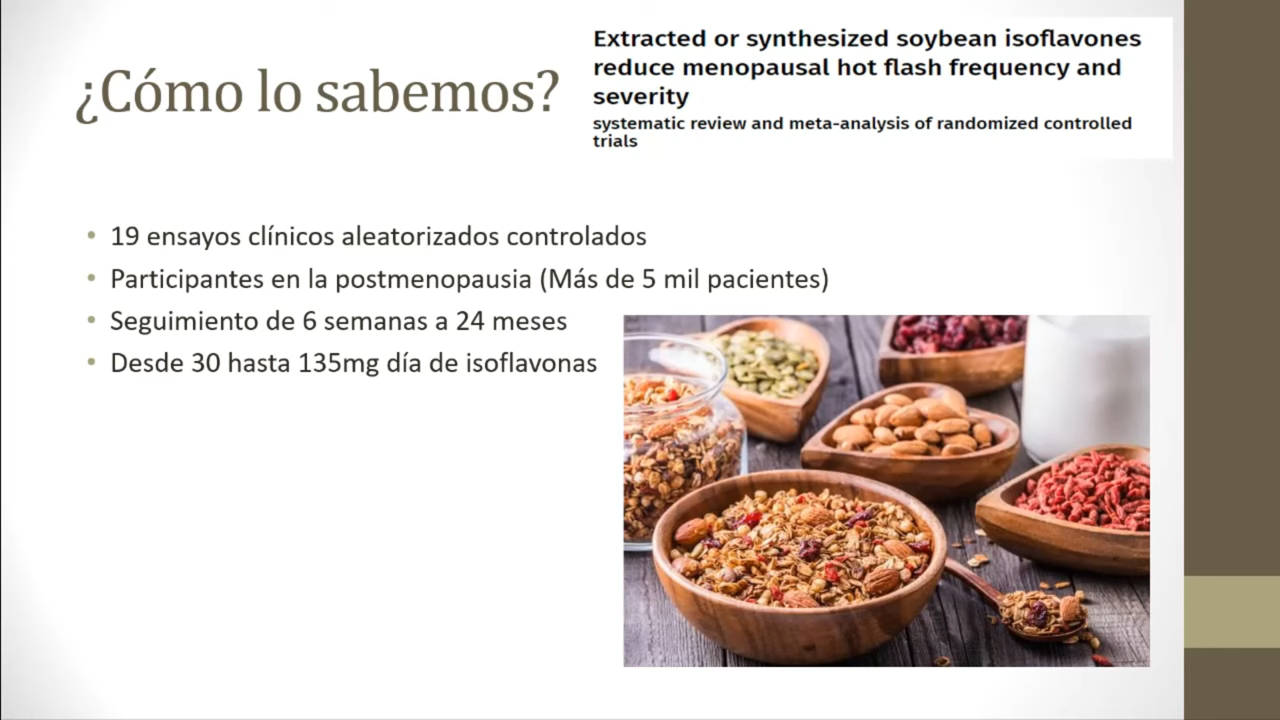 ¿Cómo lo sabemos?
Extracted or synthesized soybean isoflavones
reduce menopausal hot flash frequency and
severity
systematic review and meta-analysis of randomized controlled
trials
• 19 ensayos clínicos aleatorizados controlados
• Participantes en la postmenopausia (Más de 5 mil pacientes)
• Seguimiento de 6 semanas a 24 meses
• Desde 30 hasta 135mg día de isoflavonas